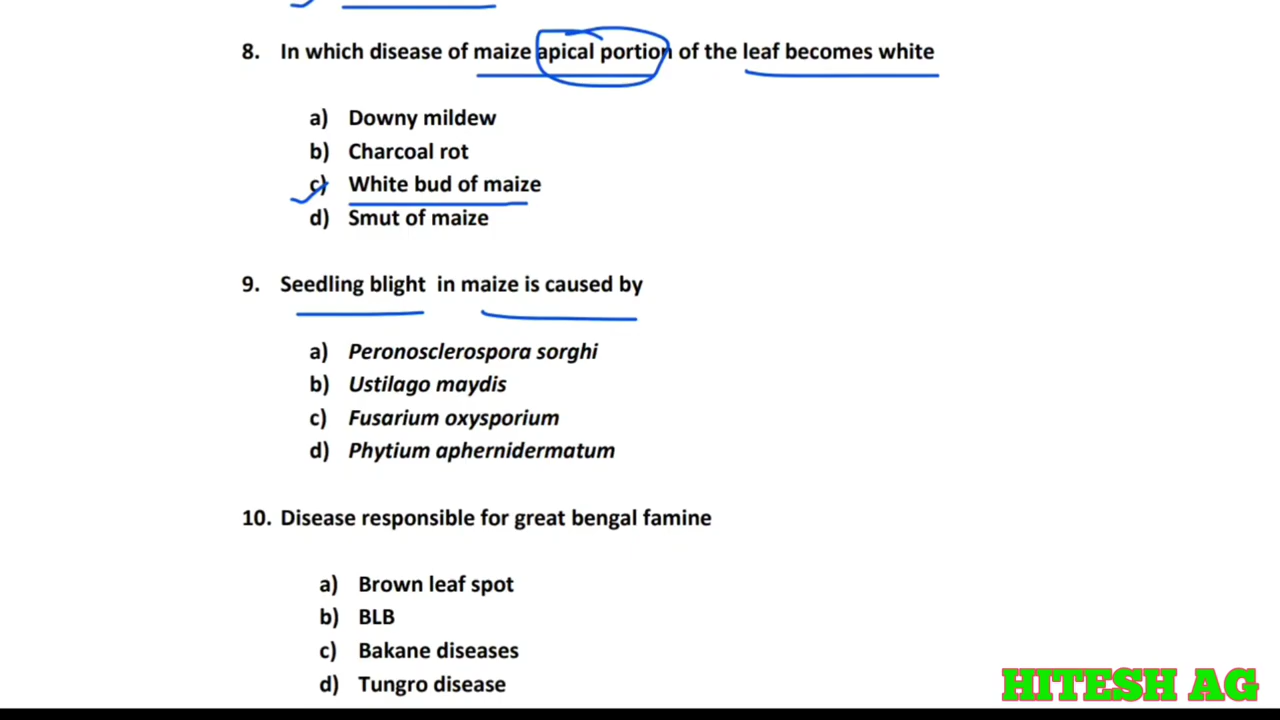 8. In which disease of maize apical portion of the leaf becomes white
a) Downy mildew
b) Charcoal rot
c) White bud of maize
d) Smut of maize
9. Seedling blight in maize is caused by
a) Peronosclerospora sorghi
b) Ustilago maydis
c) Fusarium oxysporium
d) Phytium aphernidermatum
10. Disease responsible for great bengal famine
a) Brown leaf spot
b) BLB
c) Bakane diseases
d) Tungro disease
HITESH AG